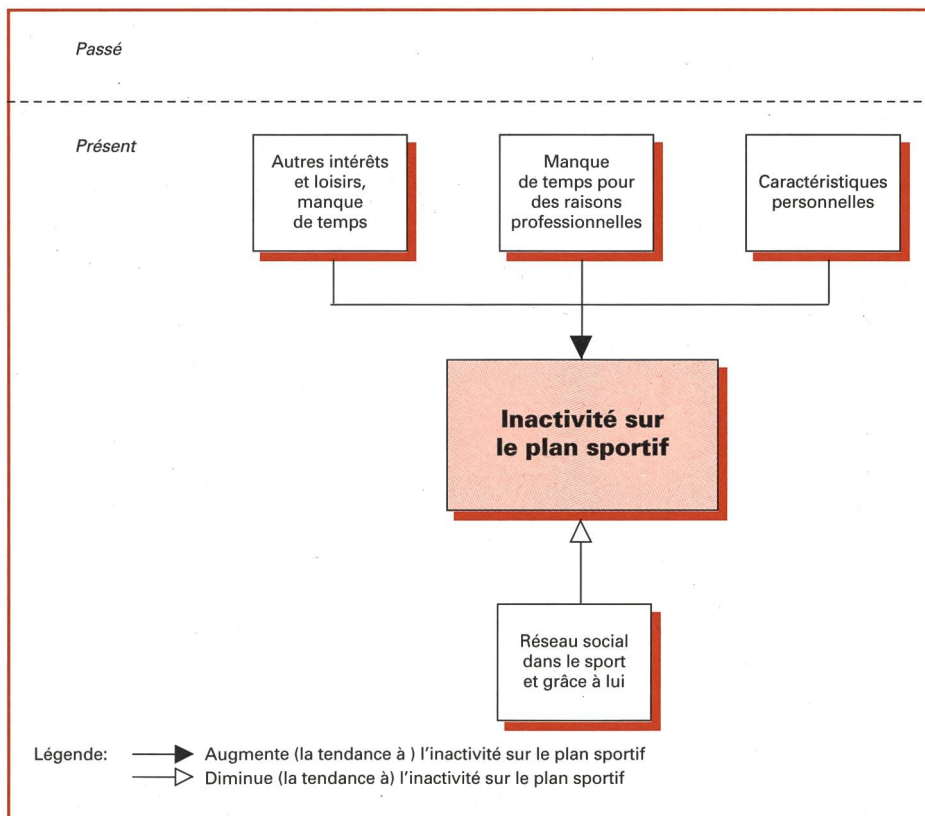 Passé
Présent
Autres intérêts
et loisirs,
manque
de temps
Manque
de temps pour
des raisons
professionnelles
Caractéristiques
personnelles
Inactivité sur
le plan sportif
Réseau social
dans le sport
et grâce à lui
Légende:
Augmente (la tendance à ) l'inactivité sur le plan sportif
Diminue (la tendance à) l'inactivité sur le plan sportif